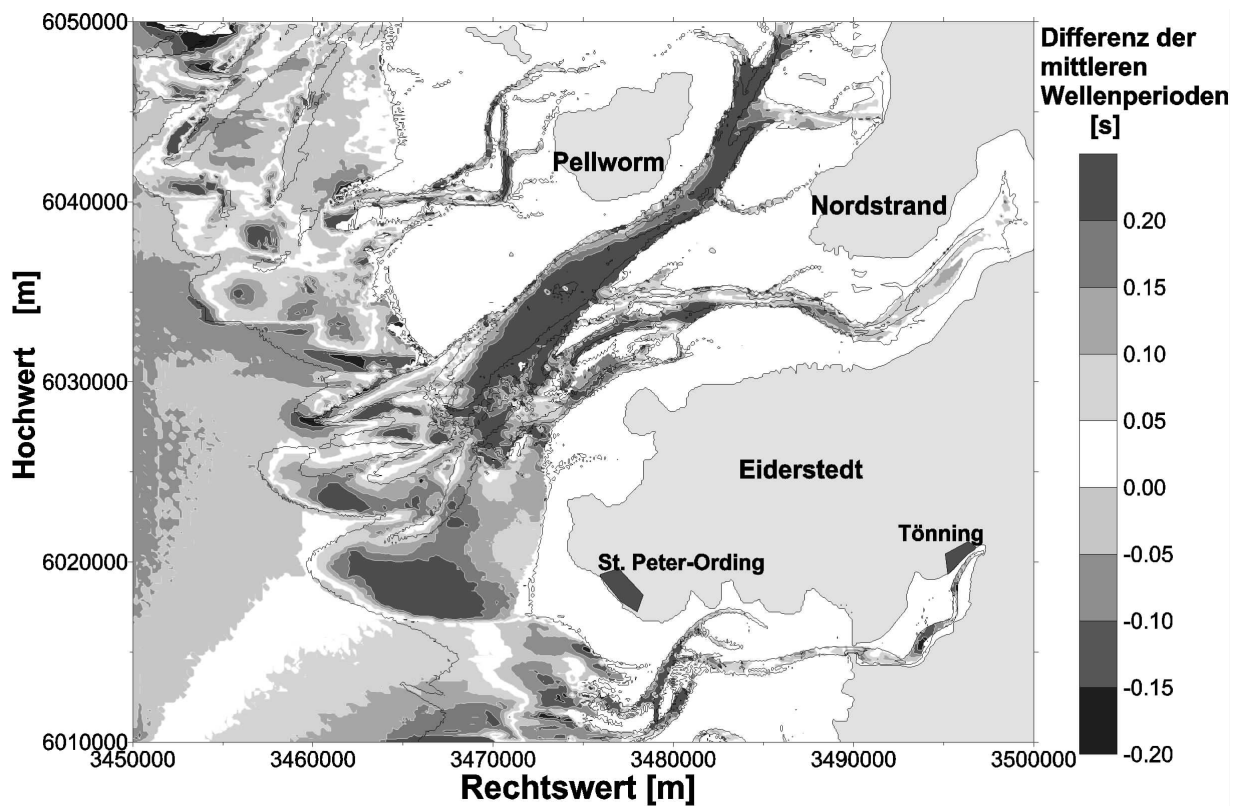 6050000
6040000
6030000
6020000
6010000
Hochwert [m]
345
3450000
3460000
3470000
3480000
3490000
3500000
Rechtswert [m]
Pellworm
Nordstrand
Eiderstedt
Tönning
St. Peter-Ording
Differenz der
mittleren
Wellenperioden
[s]
0.20
0.15
0.10
0.05
0.00
-0.05
-0.10
-0.15
-0.20